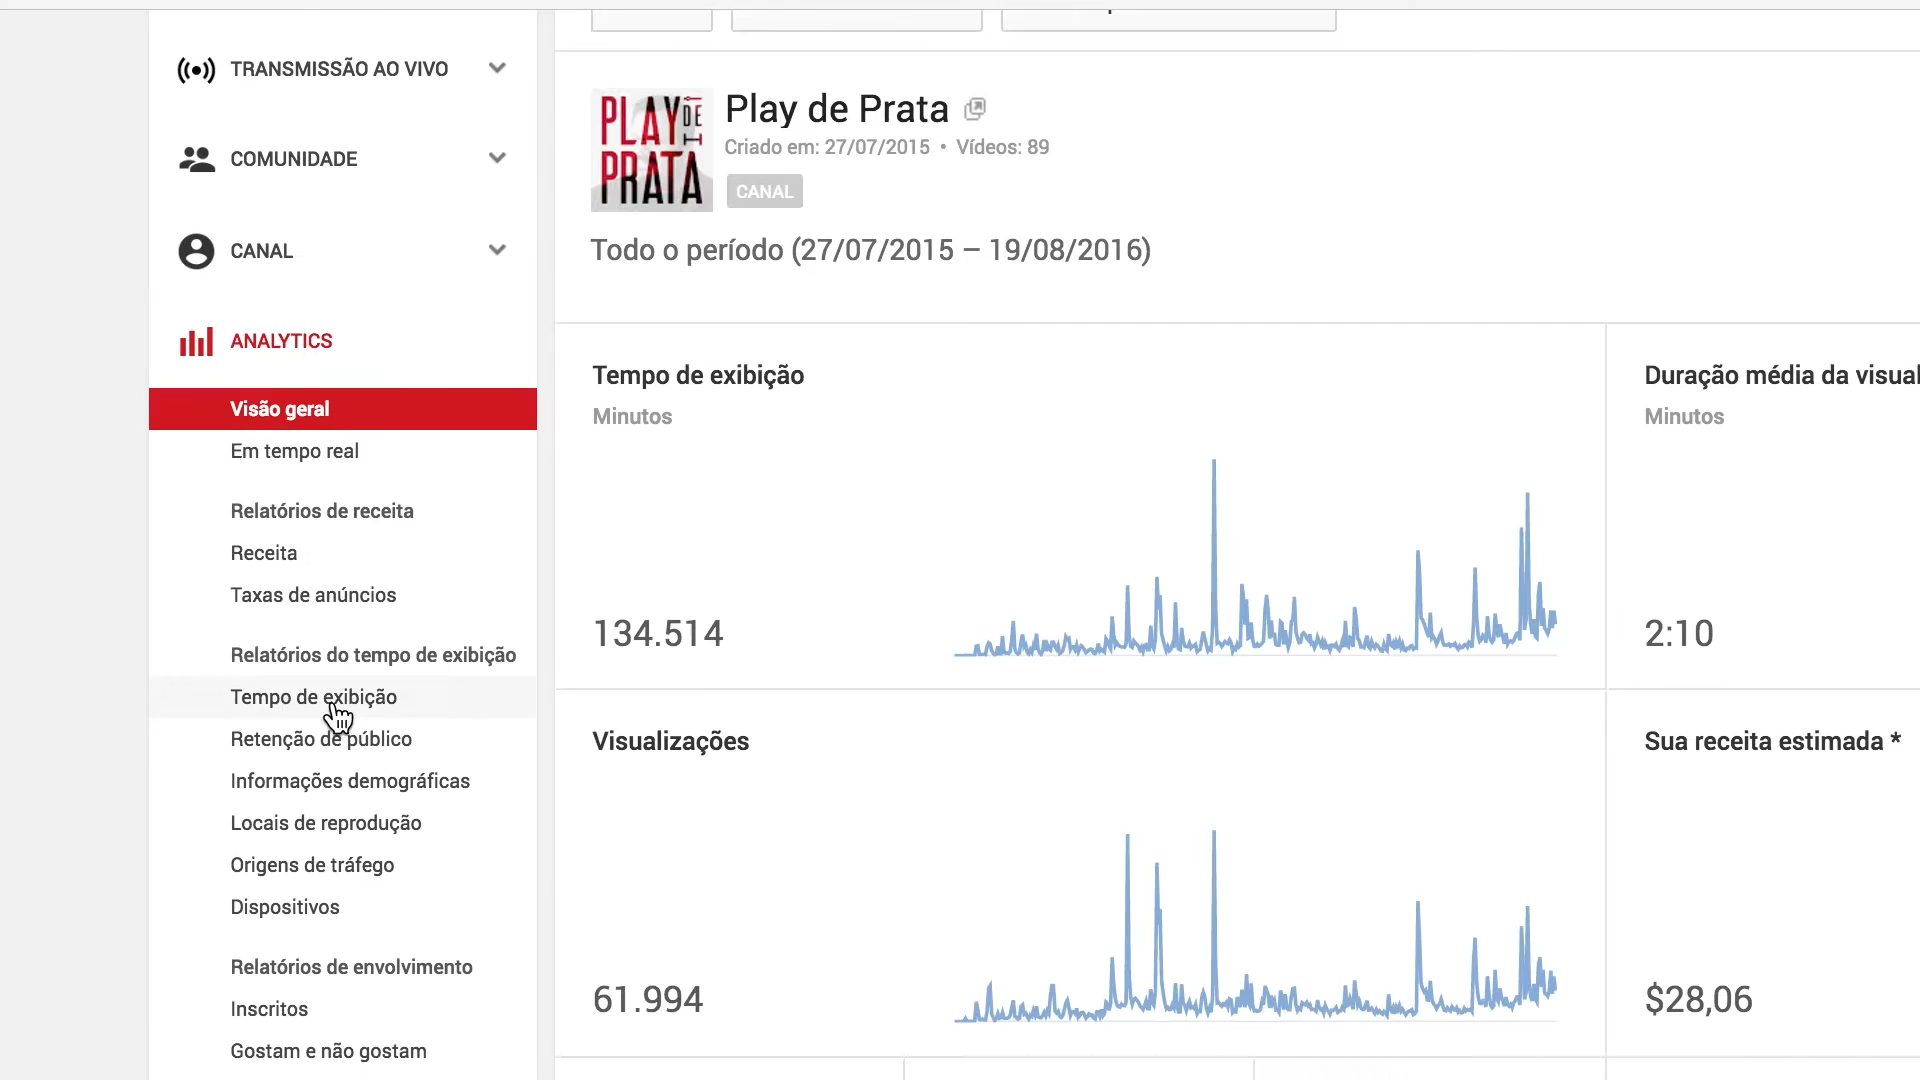 TRANSMISSÃO AO VIVO
COMUNIDADE
CANAL
ANALYTICS
Visão geral
Em tempo real
Relatórios de receita
Receita
Taxas de anúncios
Relatórios do tempo de exibição
Tempo de exibição
Retenção de público
Informações demográficas
Locais de reprodução
Origens de tráfego
Dispositivos
Relatórios de envolvimento
Inscritos
Gostam e não gostam
PLAY DE
PRATA
Play de Prata
Criado em: 27/07/2015 • Vídeos: 89
CANAL
Todo o período (27/07/2015 – 19/08/2016)
Tempo de exibição
Minutos
134.514
Duração média da visual
Minutos
2:10
Visualizações
61.994
Sua receita estimada *
$28,06